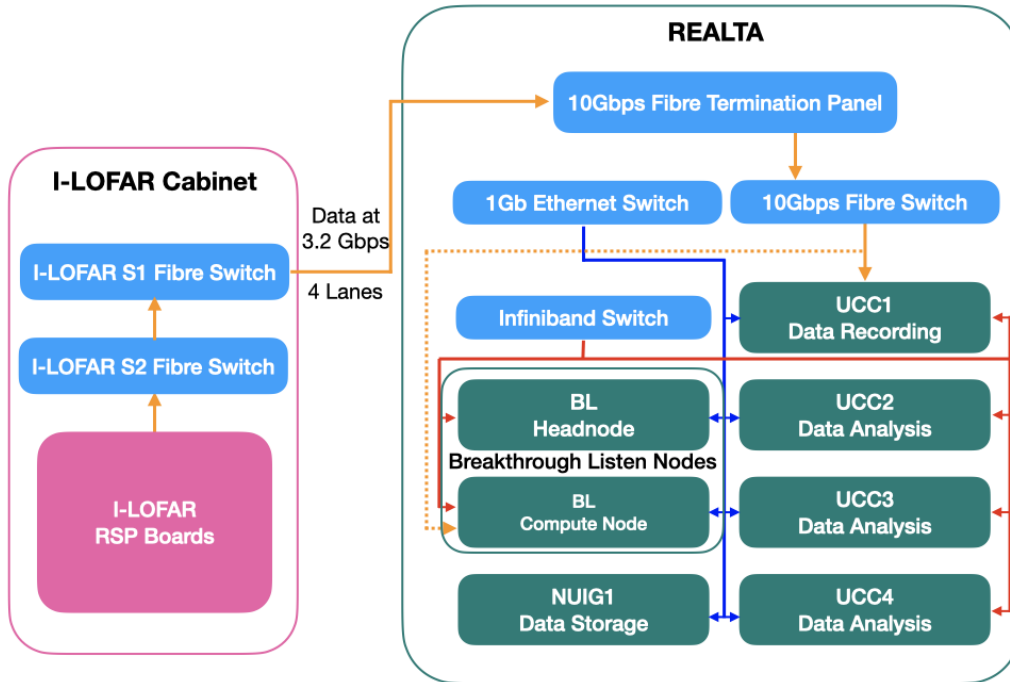 REALTA
10Gbps Fibre Termination Panel
I-LOFAR Cabinet
Data at
3.2 Gbps
4 Lanes
1Gb Ethernet Switch
10Gbps Fibre Switch
I-LOFAR S1 Fibre Switch
I-LOFAR S2 Fibre Switch
I-LOFAR
RSP Boards
Infiniband Switch
UCC1
Data Recording
BL
Headnode
UCC2
Data Analysis
Breakthrough Listen Nodes
BL
Compute Node
UCC3
Data Analysis
NUIG1
Data Storage
UCC4
Data Analysis